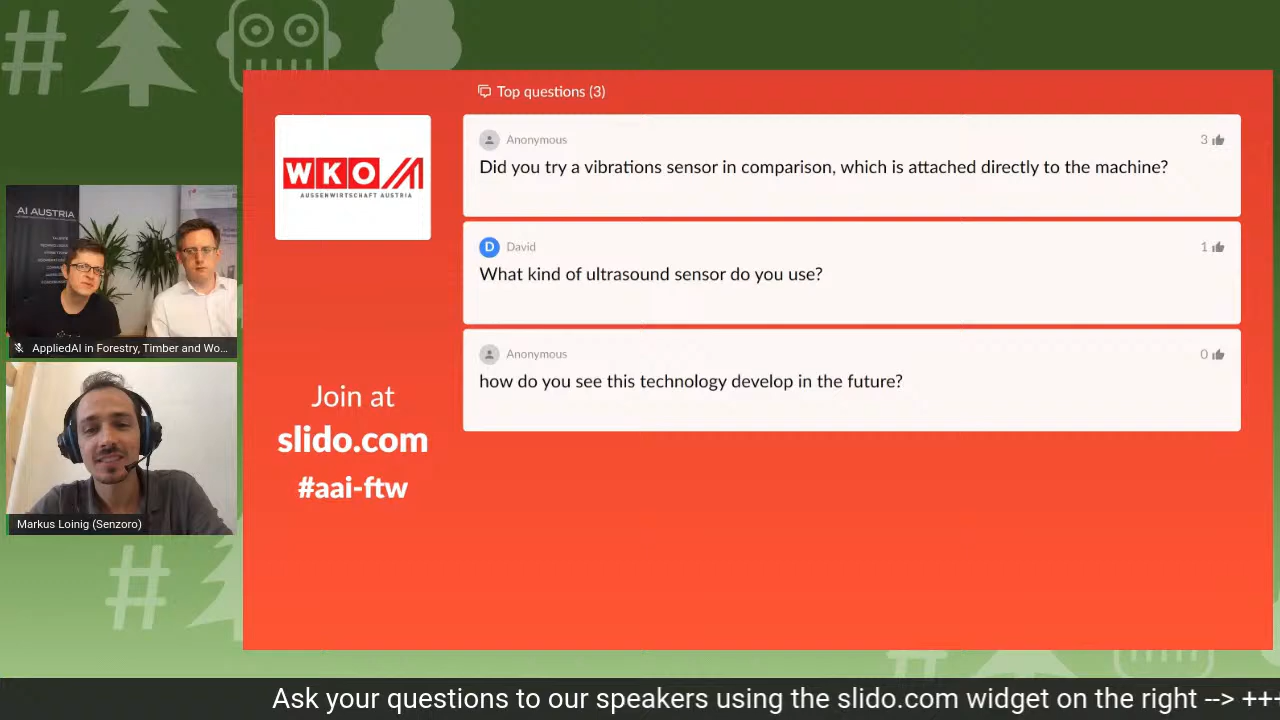 Top questions (3)
WKO
AUSSENWIRTSCHAFT AUSTRIA
Anonymous
3
Did you try a vibrations sensor in comparison, which is attached directly to the machine?
D
David
1
What kind of ultrasound sensor do you use?
Anonymous
0
how do you see this technology develop in the future?
AI AUSTRIA
AppliedAI in Forestry, Timber and Wo...
Markus Loinig (Senzoro)
Join at
slido.com
#aai-ftw
Ask your questions to our speakers using the slido.com widget on the right --> +++